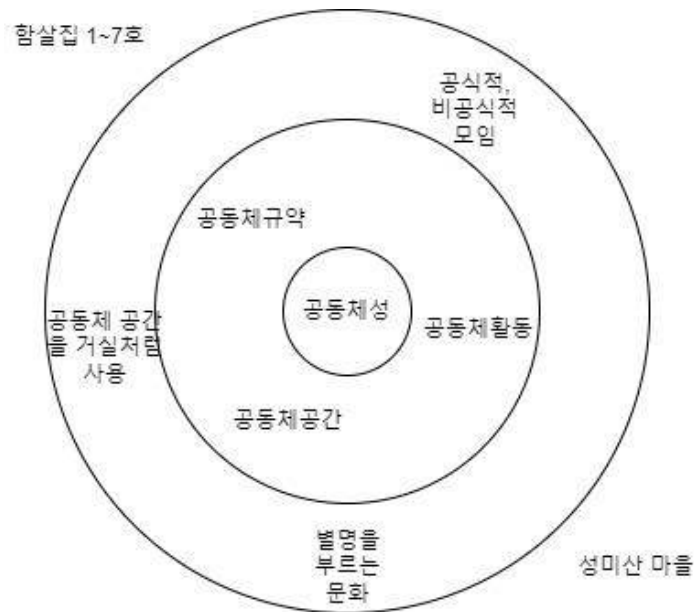 함살집 1~7호
공식적,
비공식적
모임
공동체규약
공동체성
공동체 공간
을 거실처럼
사용
공동체활동
공동체공간
별명을
부르는
문화
성미산 마을